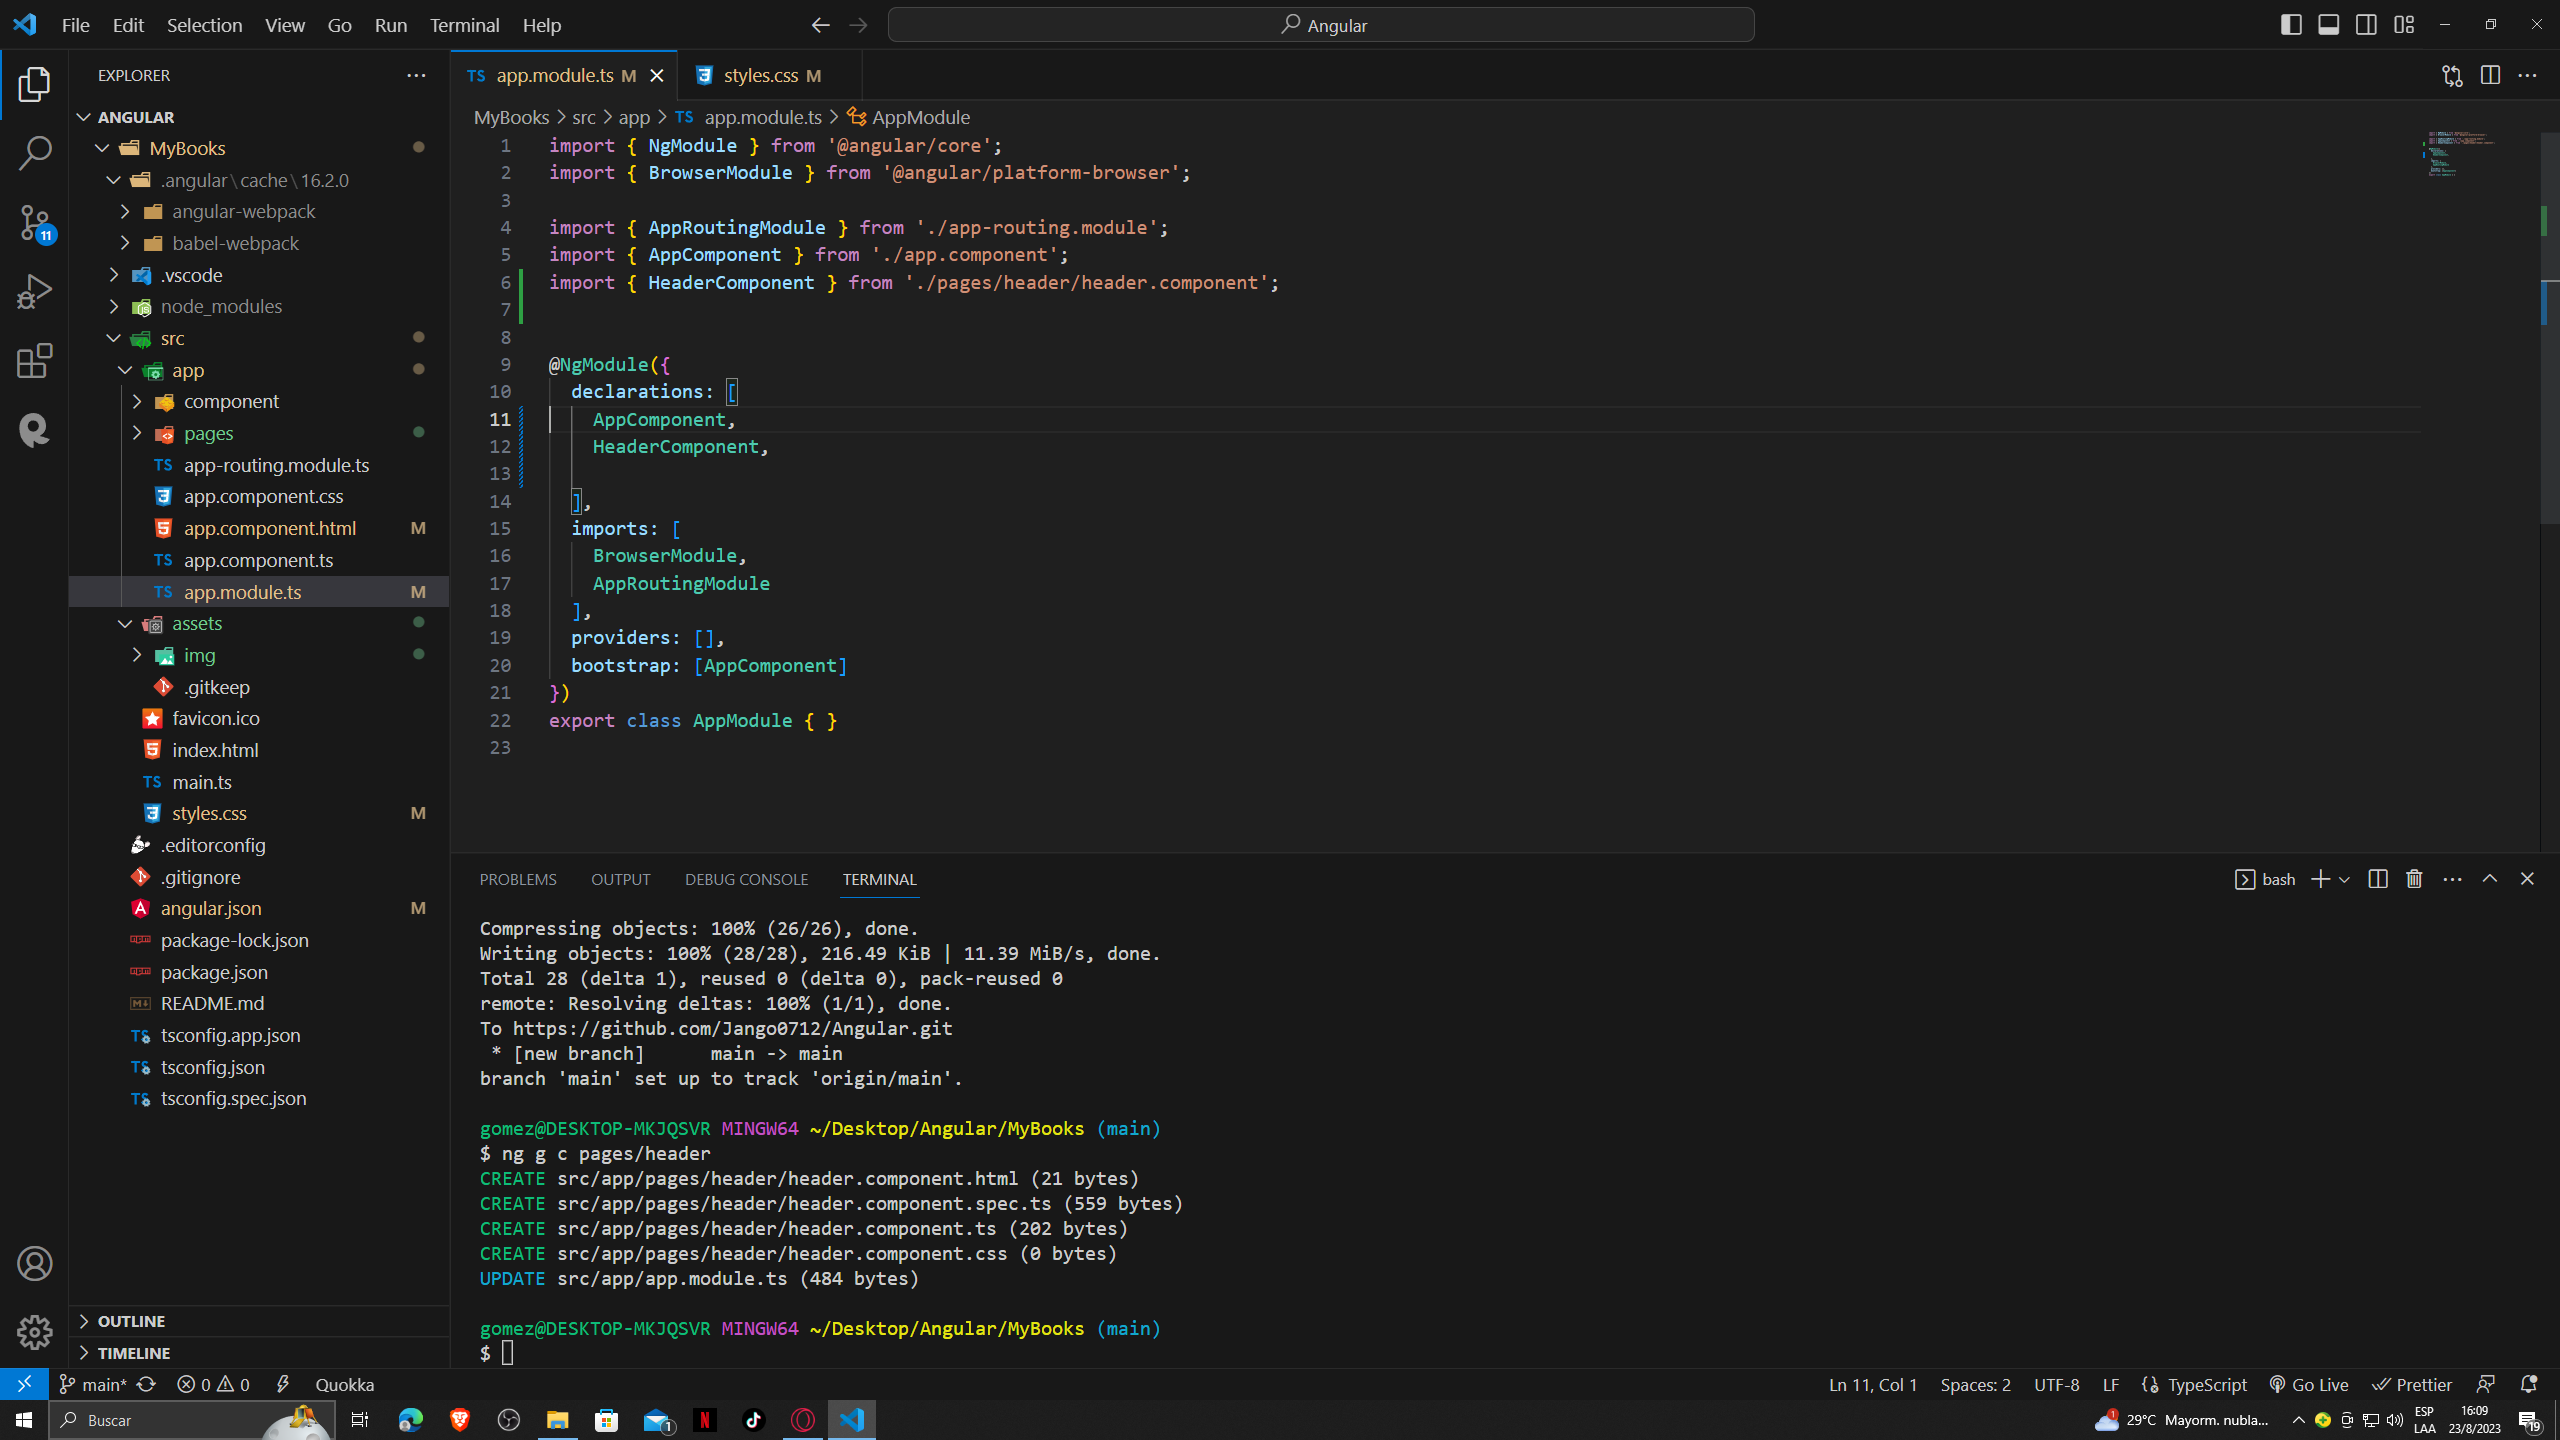 File Edit Selection View Go Run Terminal Help
Angular
EXPLORER
ANGULAR
MyBooks
.angular\cache\16.2.0
angular-webpack
babel-webpack
.vscode
node_modules
src
app
component
pages
TS app-routing.module.ts
app.component.css
app.component.html M
TS app.component.ts
TS app.module.ts M
assets
img
.gitkeep
favicon.ico
index.html
TS main.ts
styles.css M
.editorconfig
.gitignore
angular.json M
package-lock.json
package.json
README.md
TS tsconfig.app.json
TS tsconfig.json
TS tsconfig.spec.json
OUTLINE
TIMELINE
11
TS app.module.ts M
styles.css M
MyBooks > src > app > TS app.module.ts > AppModule
1 import { NgModule } from '@angular/core';
2 import { BrowserModule } from '@angular/platform-browser';
3
4 import { AppRoutingModule } from './app-routing.module';
5 import { AppComponent } from './app.component';
6 import { HeaderComponent } from './pages/header/header.component';
7
8
9 @NgModule({
10 declarations: [
11 AppComponent,
12 HeaderComponent,
13
14 ],
15 imports: [
16 BrowserModule,
17 AppRoutingModule
18 ],
19 providers: [],
20 bootstrap: [AppComponent]
21 })
22 export class AppModule { }
23
PROBLEMS OUTPUT DEBUG CONSOLE TERMINAL
bash
Compressing objects: 100% (26/26), done.
Writing objects: 100% (28/28), 216.49 KiB | 11.39 MiB/s, done.
Total 28 (delta 1), reused 0 (delta 0), pack-reused 0
remote: Resolving deltas: 100% (1/1), done.
To https://github.com/Jango0712/Angular.git
* [new branch] main -> main
branch 'main' set up to track 'origin/main'.
gomez@DESKTOP-MKJQSVR MINGW64 ~/Desktop/Angular/MyBooks (main)
$ ng g c pages/header
CREATE src/app/pages/header/header.component.html (21 bytes)
CREATE src/app/pages/header/header.component.spec.ts (559 bytes)
CREATE src/app/pages/header/header.component.ts (202 bytes)
CREATE src/app/pages/header/header.component.css (0 bytes)
UPDATE src/app/app.module.ts (484 bytes)
gomez@DESKTOP-MKJQSVR MINGW64 ~/Desktop/Angular/MyBooks (main)
$
main* 0 0 Quokka
Ln 11, Col 1 Spaces: 2 UTF-8 LF {} TypeScript Go Live Prettier
Buscar
1
1 29°C Mayorm. nubla...
ESP
LAA
16:09
23/8/2023
19